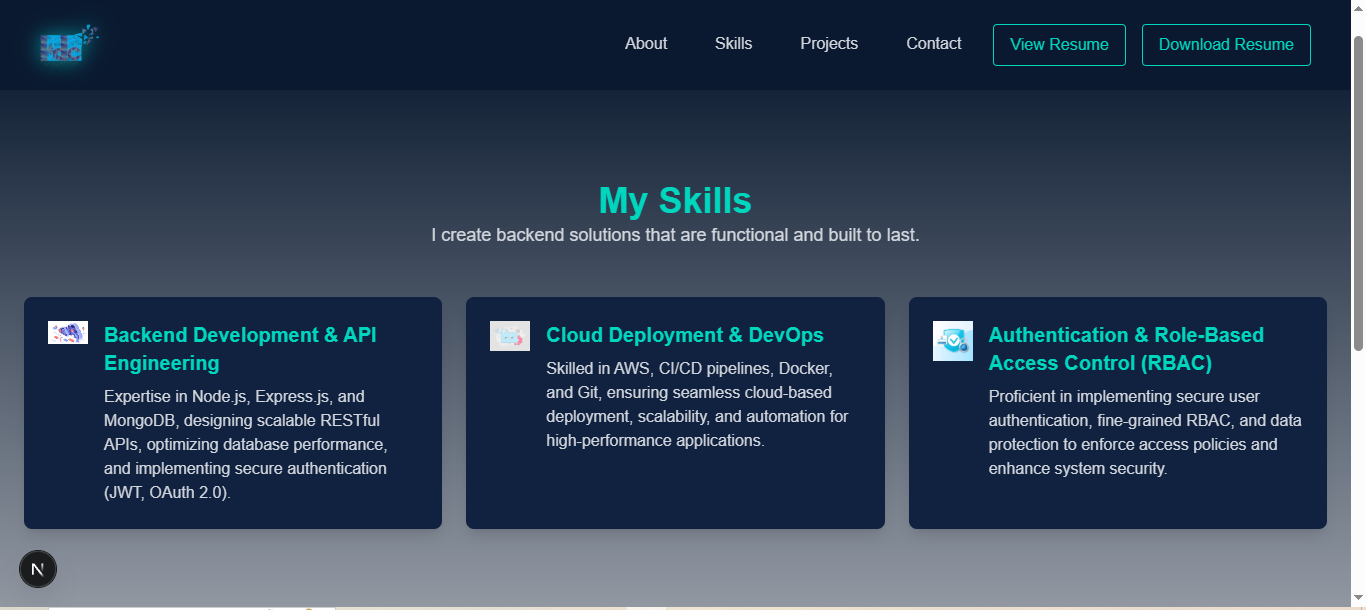 About Skills Projects Contact View Resume Download Resume
My Skills
I create backend solutions that are functional and built to last.
Backend Development & API
Engineering
Expertise in Node.js, Express.js, and
MongoDB, designing scalable RESTful
APIs, optimizing database performance,
and implementing secure authentication
(JWT, OAuth 2.0).
Cloud Deployment & DevOps
Skilled in AWS, CI/CD pipelines, Docker,
and Git, ensuring seamless cloud-based
deployment, scalability, and automation for
high-performance applications.
Authentication & Role-Based
Access Control (RBAC)
Proficient in implementing secure user
authentication, fine-grained RBAC, and data
protection to enforce access policies and
enhance system security.
N